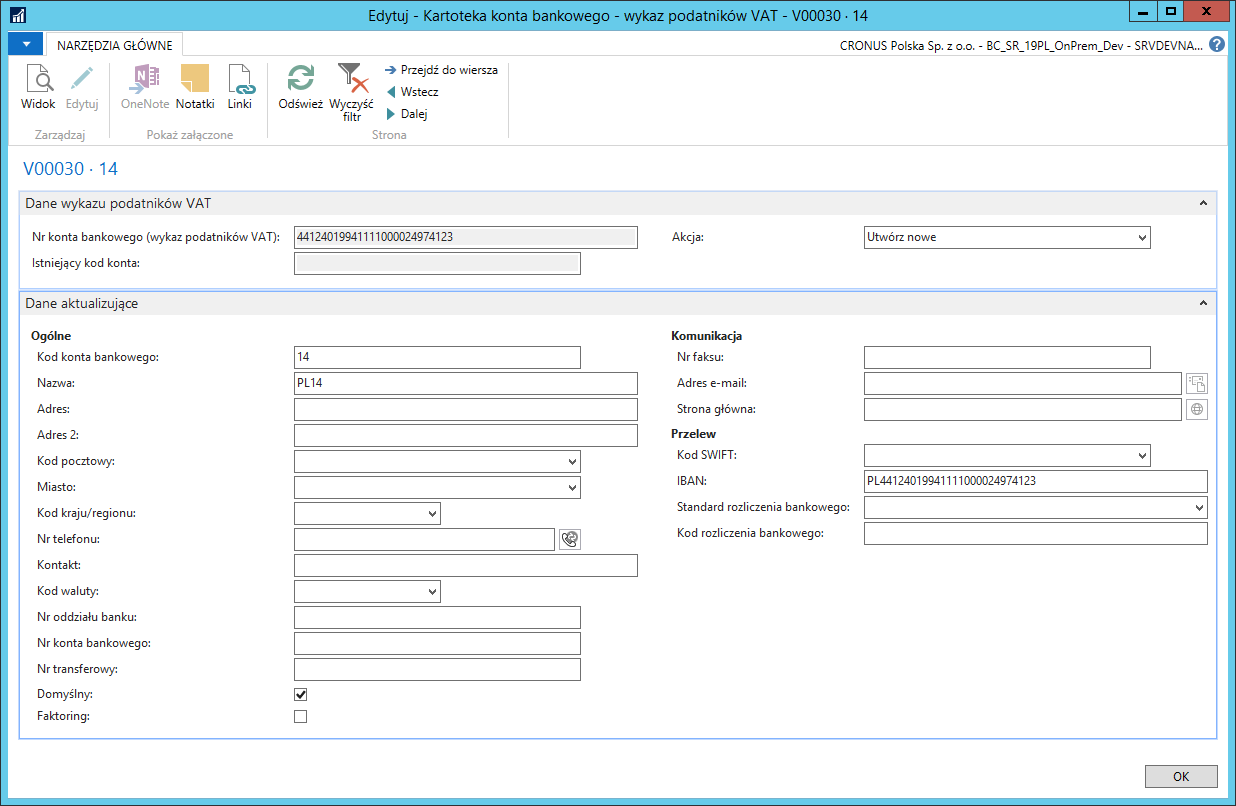 Edytuj - Kartoteka konta bankowego - wykaz podatników VAT - V00030 · 14
NARZĘDZIA GŁÓWNE
CRONUS Polska Sp. z o.o. - BC_SR_19PL_OnPrem_Dev - SRVDEVNA...
Widok
Edytuj
Zarządzaj
OneNote
Notatki
Linki
Pokaż załączone
Odśwież
Wyczyść filtr
Przejdź do wiersza
Wstecz
Dalej
Strona
V00030 · 14
Dane wykazu podatników VAT
Nr konta bankowego (wykaz podatników VAT): 44124019941111000024974123
Istniejący kod konta:
Akcja: Utwórz nowe
Dane aktualizujące
Ogólne
Kod konta bankowego: 14
Nazwa: PL14
Adres:
Adres 2:
Kod pocztowy:
Miasto:
Kod kraju/regionu:
Nr telefonu:
Kontakt:
Kod waluty:
Nr oddziału banku:
Nr konta bankowego:
Nr transferowy:
Domyślny:
Faktoring:
Komunikacja
Nr faksu:
Adres e-mail:
Strona główna:
Przelew
Kod SWIFT:
IBAN: PL44124019941111000024974123
Standard rozliczenia bankowego:
Kod rozliczenia bankowego:
OK